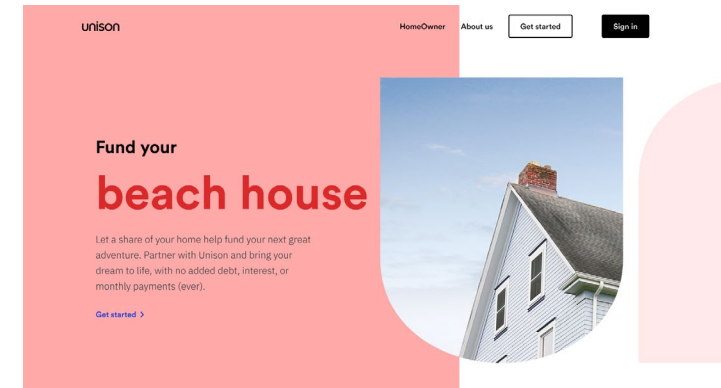 unison
HomeOwner About us Get started Sign in
Fund your
beach house
Let a share of your home help fund your next great
adventure. Partner with Unison and bring your
dream to life, with no added debt, interest, or
monthly payments (ever).
Get started >